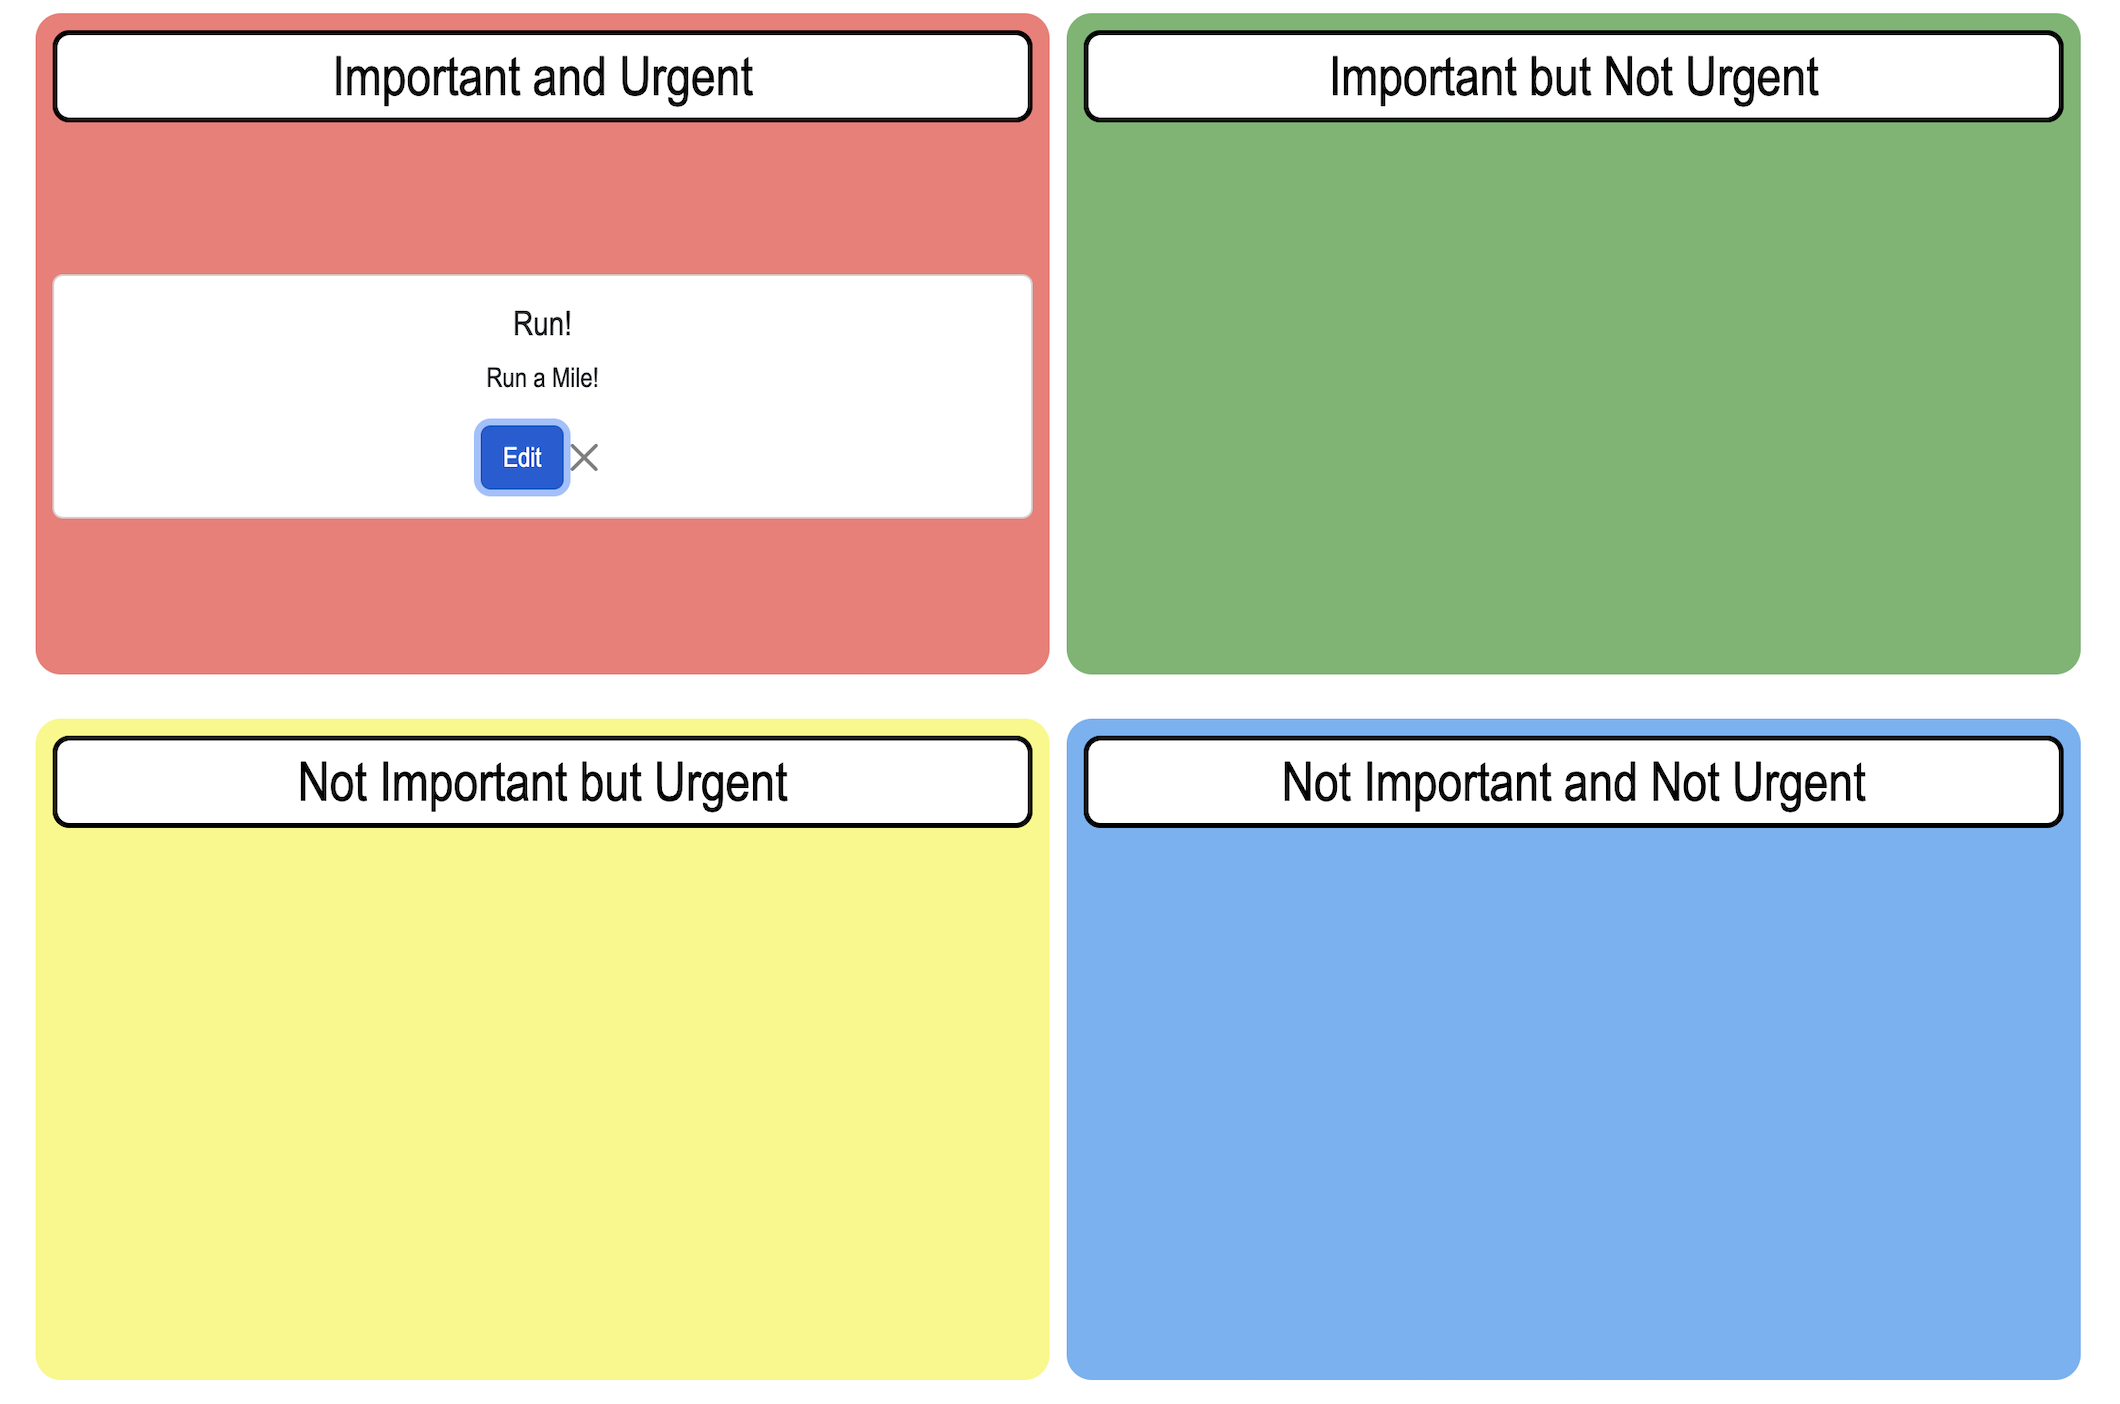 Important and Urgent
Important but Not Urgent
Run!
Run a Mile!
Edit
Not Important but Urgent
Not Important and Not Urgent